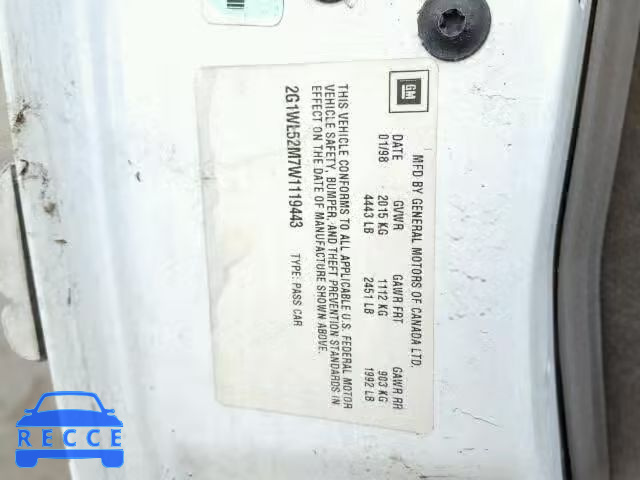 GM
MFD BY GENERAL MOTORS OF CANADA LTD.
DATE GVWR GAWR FRT GAWR RR
01/98 2015 KG 1112 KG 903 KG
4443 LB 2451 LB 1992 LB
THIS VEHICLE CONFORMS TO ALL APPLICABLE U.S. FEDERAL MOTOR
VEHICLE SAFETY, BUMPER, AND THEFT PREVENTION STANDARDS IN
EFFECT ON THE DATE OF MANUFACTURE SHOWN ABOVE.
2G1WL52M7W1119443 TYPE: PASS CAR
RECCE